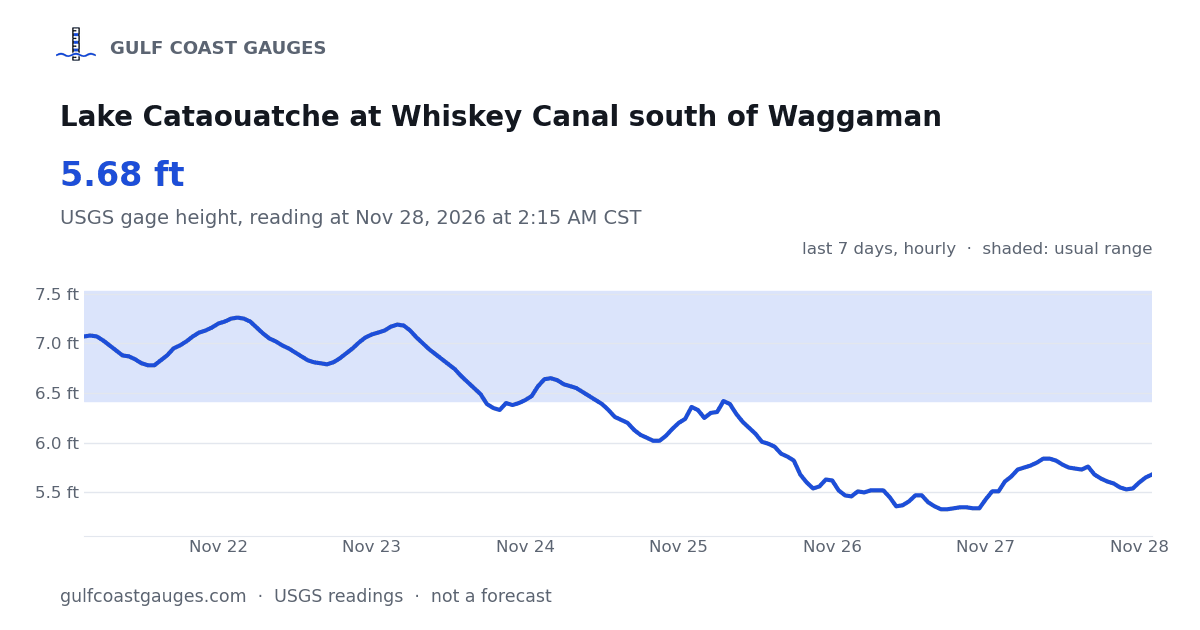 GULF COAST GAUGES
Lake Cataouatche at Whiskey Canal south of Waggaman
5.68 ft
USGS gage height, reading at Nov 28, 2026 at 2:15 AM CST
last 7 days, hourly · shaded: usual range
7.5 ft
7.0 ft
6.5 ft
6.0 ft
5.5 ft
Nov 22 Nov 23 Nov 24 Nov 25 Nov 26 Nov 27 Nov 28
gulfcoastgauges.com · USGS readings · not a forecast